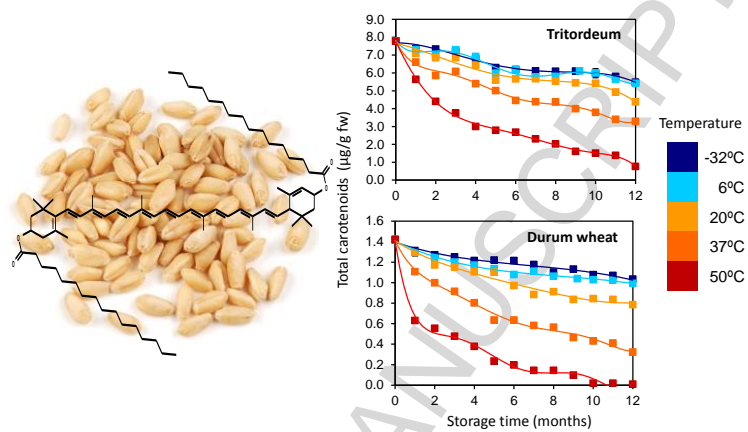 Tritordeum
9.0
8.0
7.0
6.0
5.0
4.0
3.0
2.0
1.0
0.0
0 2 4 6 8 10 12
Total carotenoids (µg/g fw)
Durum wheat
1.6
1.4
1.2
1.0
0.8
0.6
0.4
0.2
0.0
0 2 4 6 8 10 12
Storage time (months)
Temperature
-32ºC
6ºC
20ºC
37ºC
50ºC
O
O
O
O
ANUSCRIP